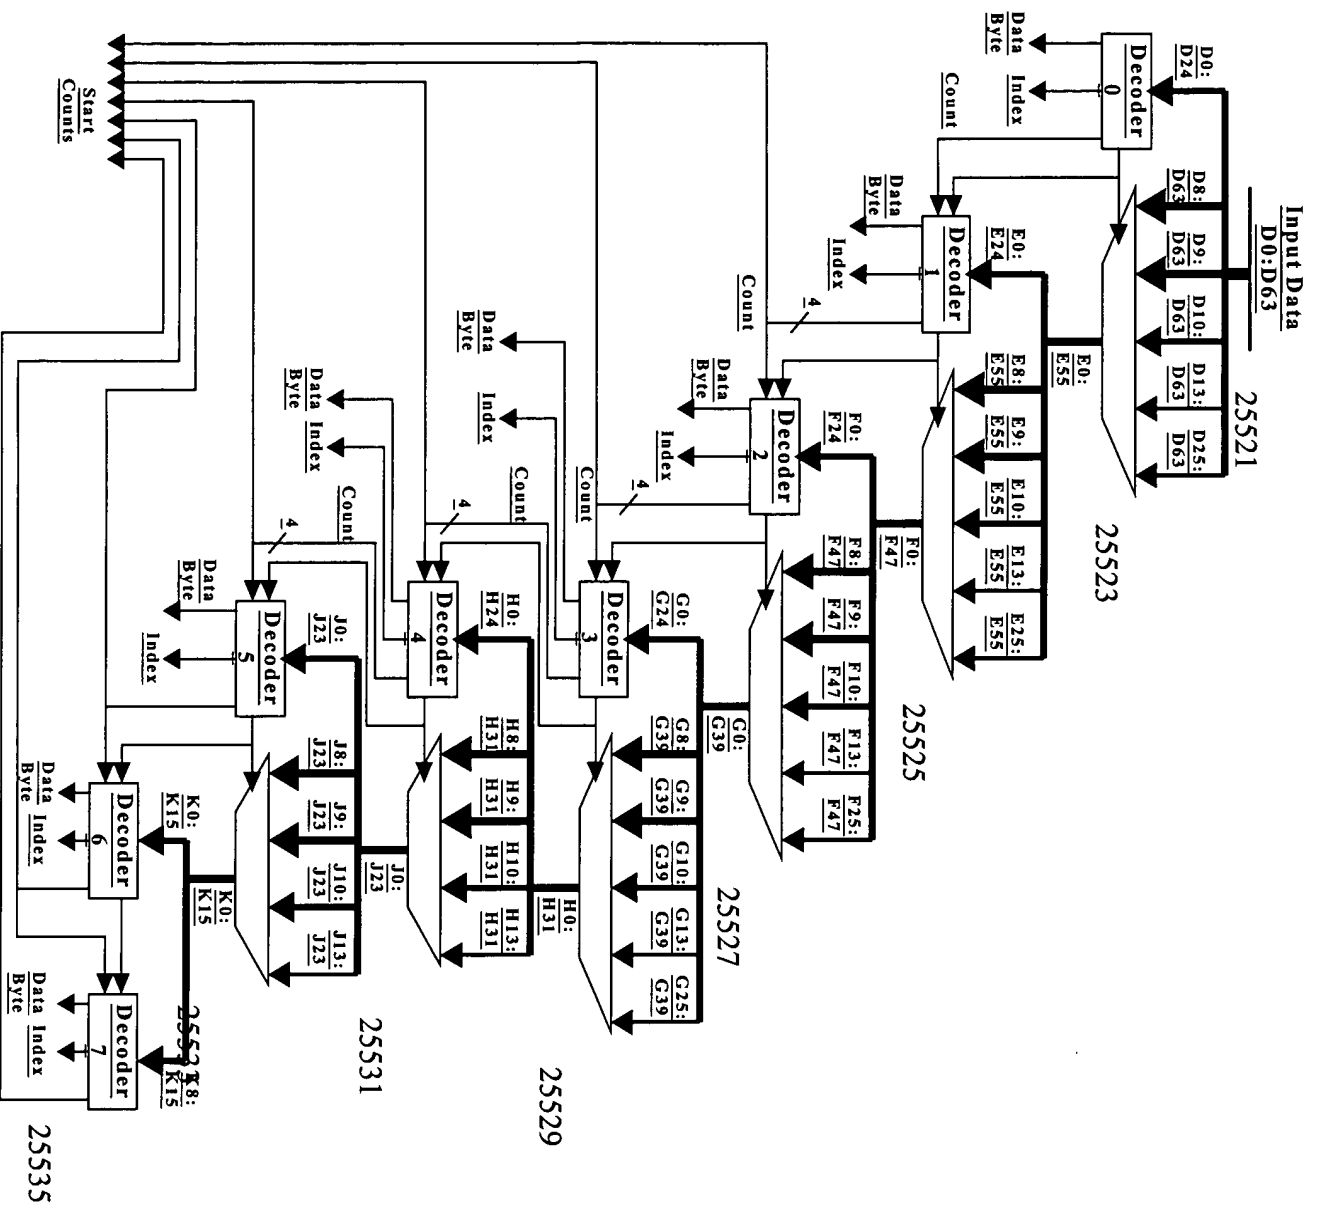 Input Data
D0:D63
25521
D0:
D24
Decoder
0
Data
Byte
Index
Count
D8:
D63
D9:
D63
D10:
D63
D13:
D63
D25:
D63
E0:
E55
25523
E0:
E24
Decoder
1
Data
Byte
Index
Count
4
E8:
E55
E9:
E55
E10:
E55
E13:
E55
E25:
E55
F0:
F47
25525
F0:
F24
Decoder
2
Data
Byte
Index
Count
4
F8:
F47
F9:
F47
F10:
F47
F13:
F47
F25:
F47
G0:
G39
25527
G0:
G24
Decoder
3
Data
Byte
Index
Count
4
G8:
G39
G9:
G39
G10:
G39
G13:
G39
G25:
G39
H0:
H31
25529
H0:
H24
Decoder
4
Data
Byte
Index
Count
4
H8:
H31
H9:
H31
H10:
H31
H13:
H31
J0:
J23
25531
J0:
J23
Decoder
5
Data
Byte
Index
J8:
J23
J9:
J23
J10:
J23
J13:
J23
K0:
K15
K0:
K15
Decoder
6
Data
Byte
Index
K8:
K15
Decoder
7
Data
Byte
Index
25535
Start
Counts